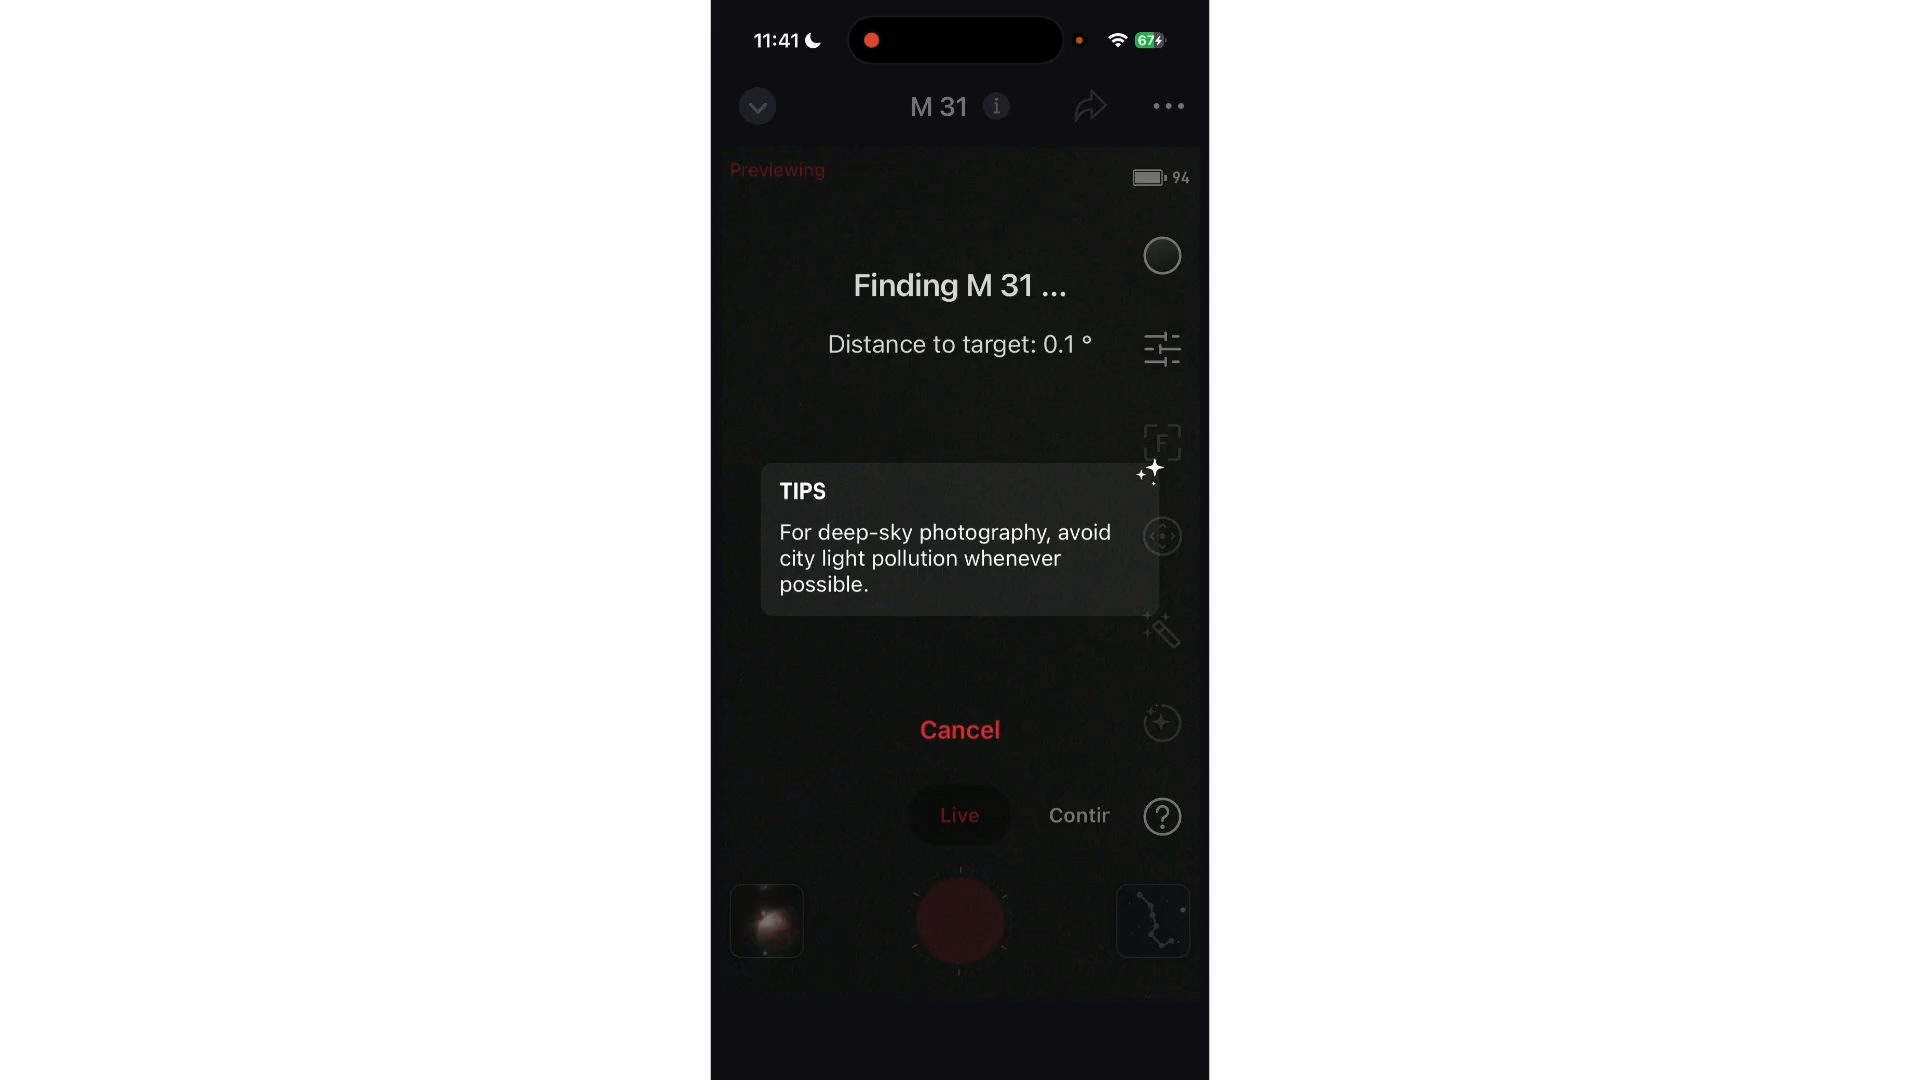 11:41
67
M 31
Previewing
94
Finding M 31 ...
Distance to target: 0.1 °
F
TIPS
For deep-sky photography, avoid
city light pollution whenever
possible.
Cancel
Live
Contir